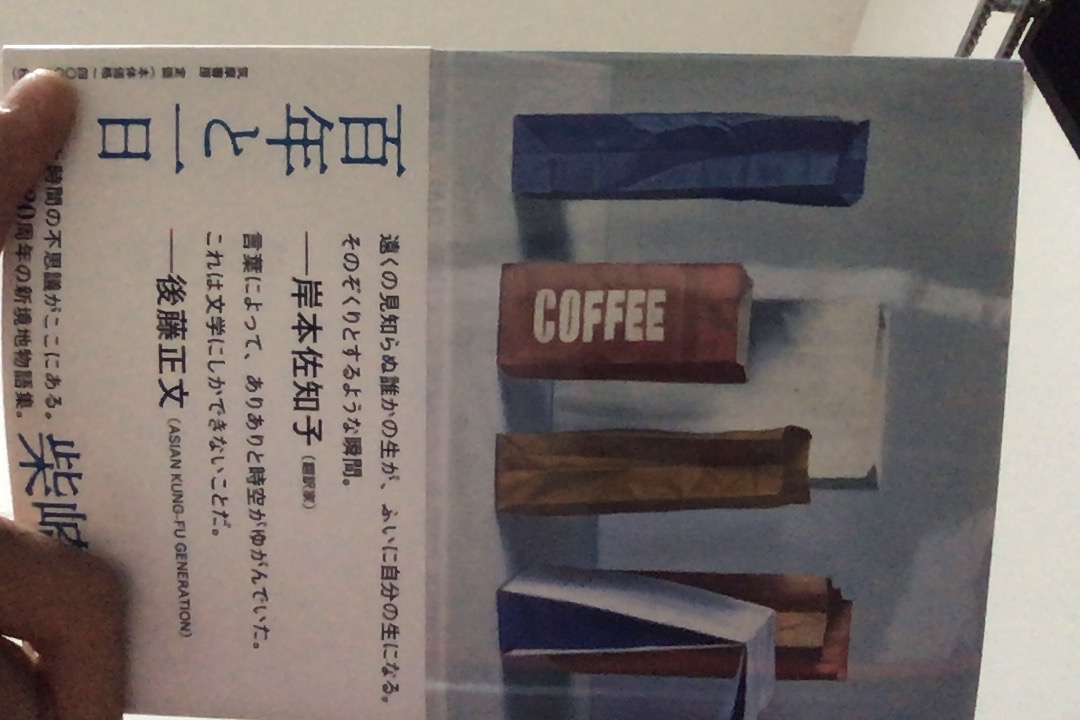 COFFEE
百年と一日
遠くの見知らぬ誰かの生が、ふいに自分の生になる。
そのぞくりとするような瞬間。
――岸本佐知子（翻訳家）
言葉によって、ありありと時空がゆがんでいた。
これは文学にしかできないことだ。
――後藤正文（ASIAN KUNG-FU GENERATION）
時間の不思議がここにある。
周年の新境地物語集。
柴崎
筑摩書房 定価（本体価格一四〇〇